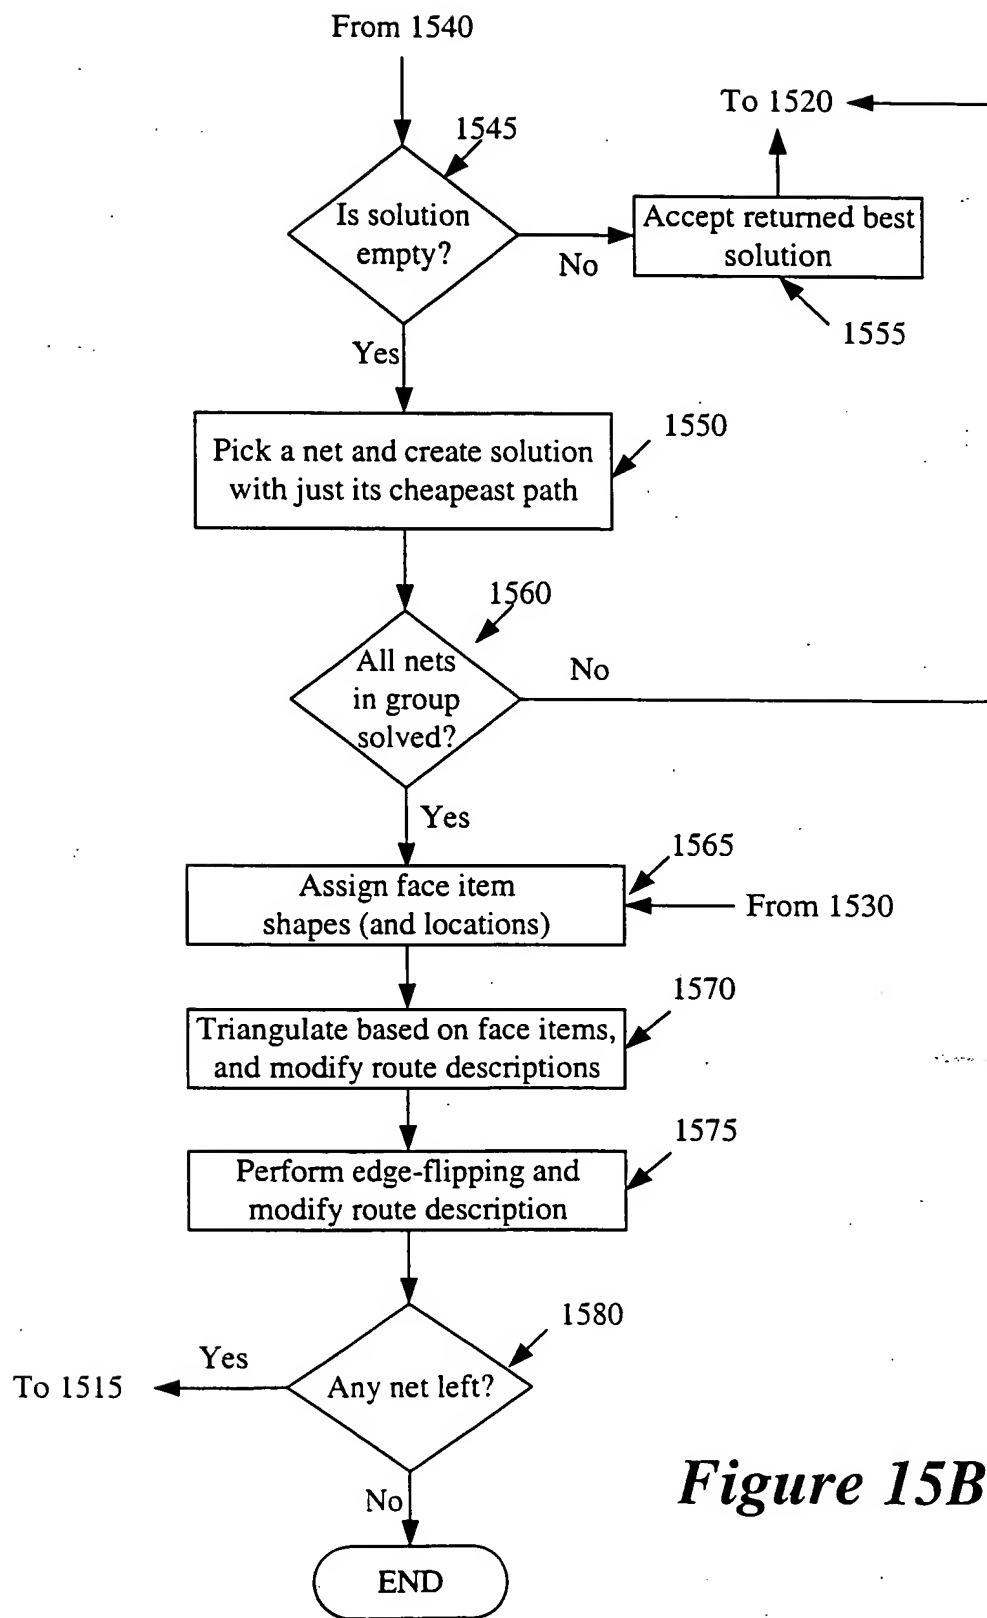 From 1540
To 1520
1545
Is solution
empty?
No
Accept returned best
solution
1555
Yes
1550
Pick a net and create solution
with just its cheapeast path
1560
All nets
in group
solved?
No
Yes
1565
Assign face item
shapes (and locations)
From 1530
1570
Triangulate based on face items,
and modify route descriptions
1575
Perform edge-flipping and
modify route description
1580
Yes
To 1515
Any net left?
No
Figure 15B
END